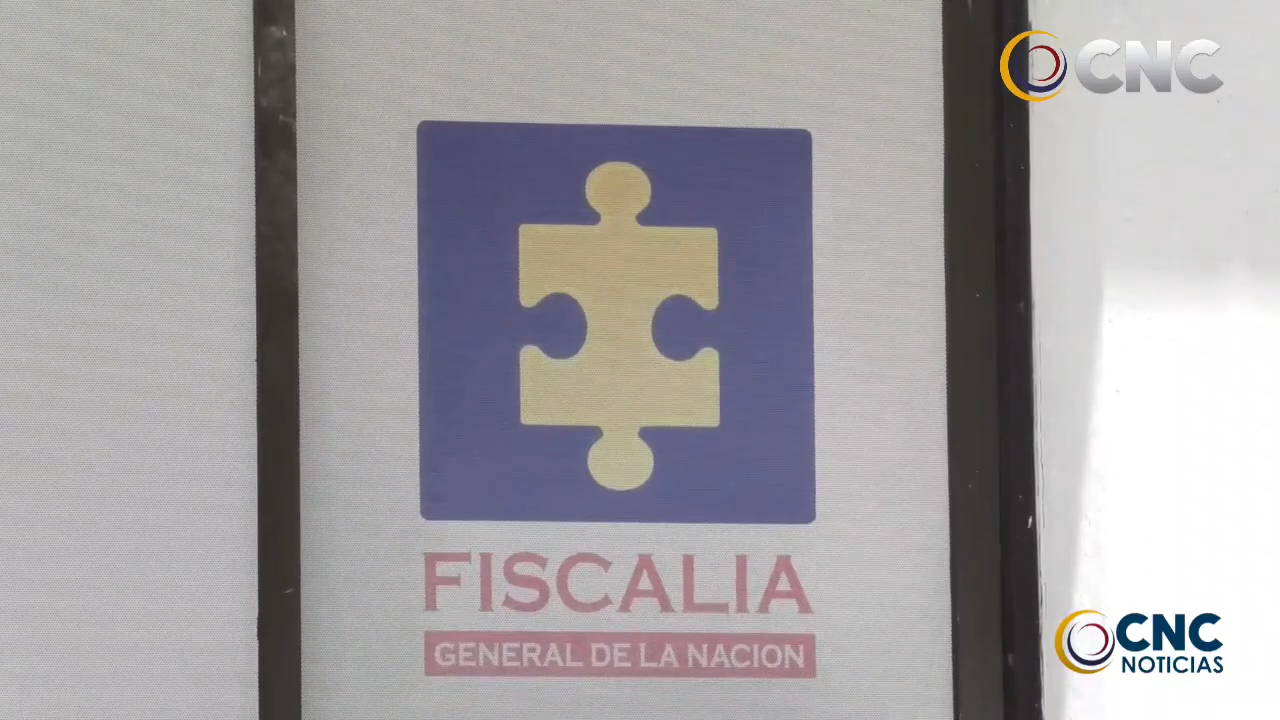 CNC
FISCALIA
GENERAL DE LA NACION
CNC
NOTICIAS